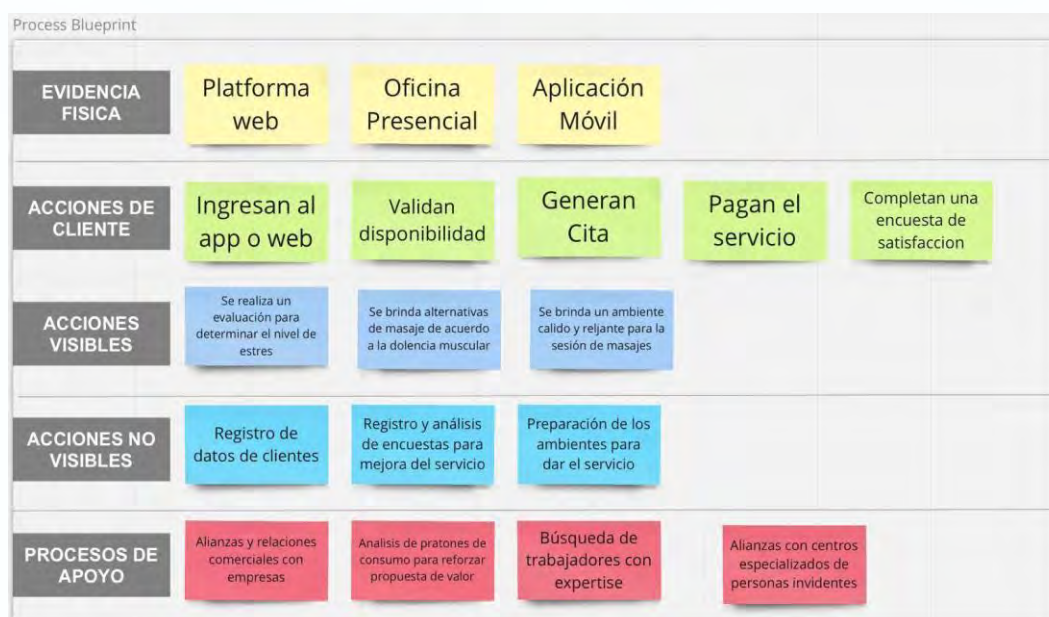 Process Blueprint
EVIDENCIA
FISICA
Platforma
web
Oficina
Presencial
Aplicación
Móvil
ACCIONES DE
CLIENTE
Ingresan al
app o web
Validan
disponibilidad
Generan
Cita
Pagan el
servicio
Completan una
encuesta de
satisfaccion
ACCIONES
VISIBLES
Se realiza un
evaluación para
determinar el nivel de
estres
Se brinda alternativas
de masaje de acuerdo
a la dolencia muscular
Se brinda un ambiente
calido y reljante para la
sesión de masajes
ACCIONES NO
VISIBLES
Registro de
datos de clientes
Registro y análisis
de encuestas para
mejora del servicio
Preparación de los
ambientes para
dar el servicio
PROCESOS DE
APOYO
Alianzas y relaciones
comerciales con
empresas
Analisis de pratones de
consumo para reforzar
propuesta de valor
Búsqueda de
trabajadores con
expertise
Alianzas con centros
especializados de
personas invidentes